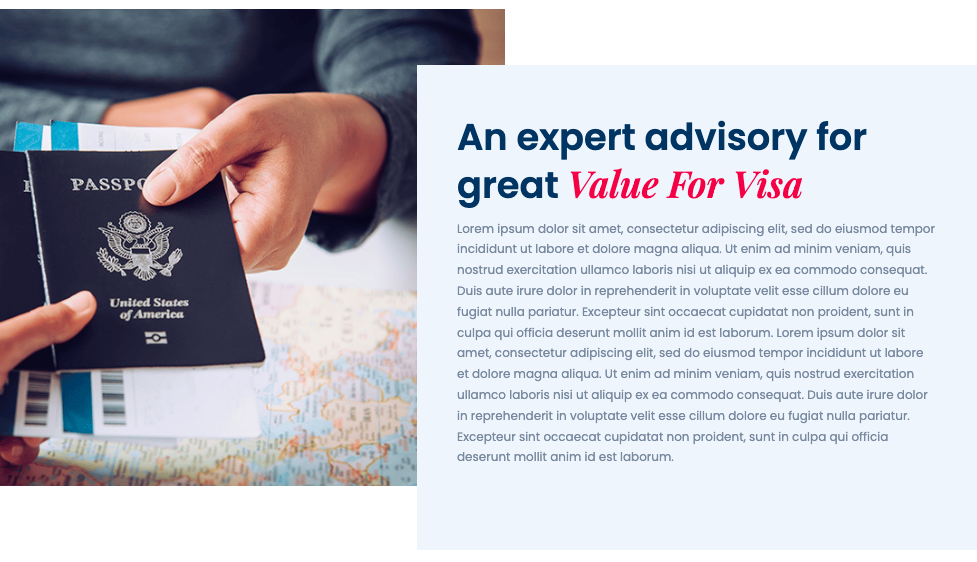 PASSPO
United States
of America
An expert advisory for
great Value For Visa
Lorem ipsum dolor sit amet, consectetur adipiscing elit, sed do eiusmod tempor
incididunt ut labore et dolore magna aliqua. Ut enim ad minim veniam, quis
nostrud exercitation ullamco laboris nisi ut aliquip ex ea commodo consequat.
Duis aute irure dolor in reprehenderit in voluptate velit esse cillum dolore eu
fugiat nulla pariatur. Excepteur sint occaecat cupidatat non proident, sunt in
culpa qui officia deserunt mollit anim id est laborum. Lorem ipsum dolor sit
amet, consectetur adipiscing elit, sed do eiusmod tempor incididunt ut labore
et dolore magna aliqua. Ut enim ad minim veniam, quis nostrud exercitation
ullamco laboris nisi ut aliquip ex ea commodo consequat. Duis aute irure dolor
in reprehenderit in voluptate velit esse cillum dolore eu fugiat nulla pariatur.
Excepteur sint occaecat cupidatat non proident, sunt in culpa qui officia
deserunt mollit anim id est laborum.